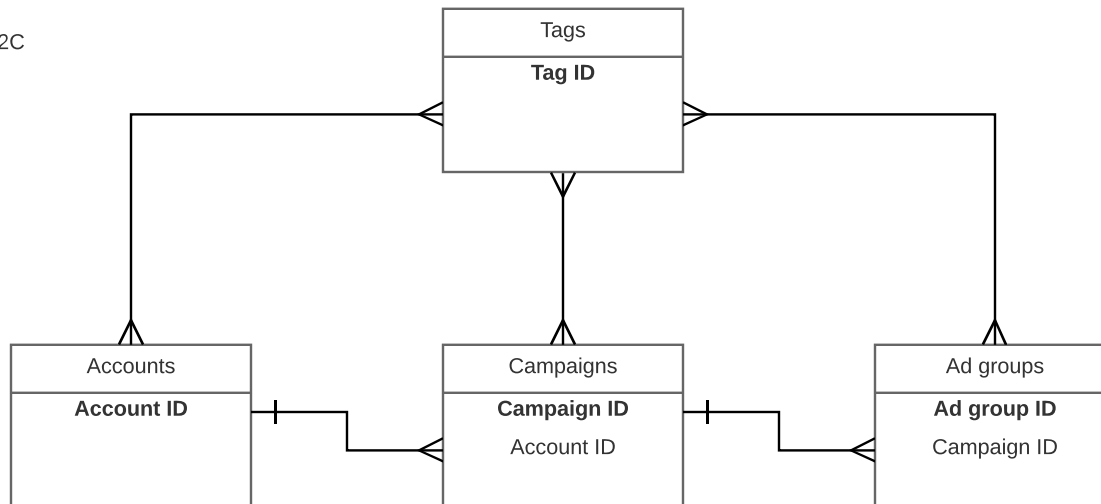 2C
Tags
Tag ID
Accounts
Account ID
Campaigns
Campaign ID
Account ID
Ad groups
Ad group ID
Campaign ID